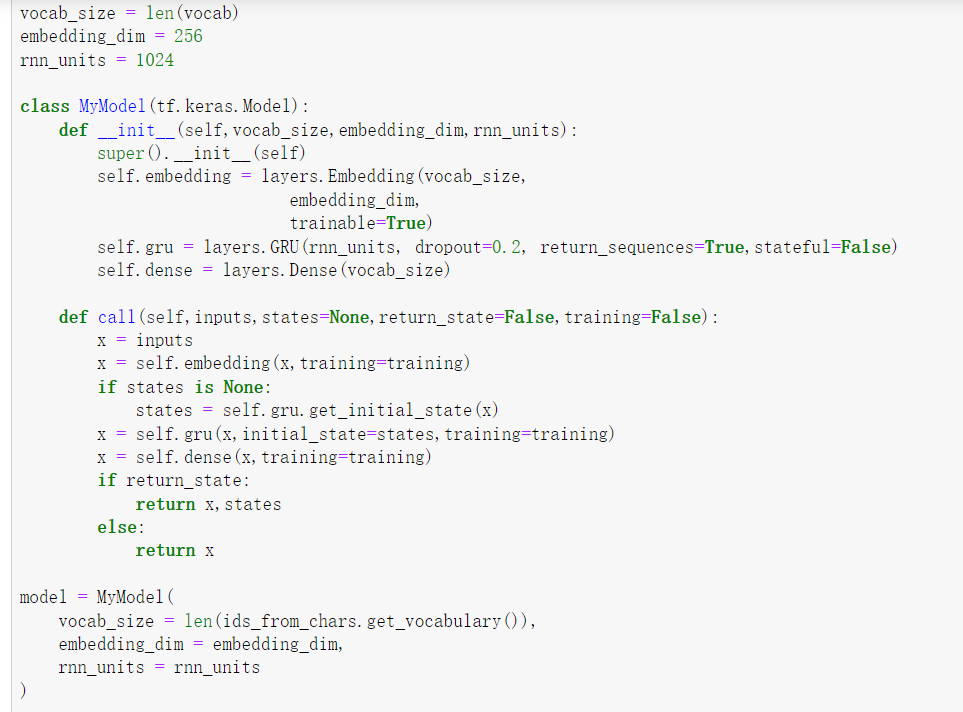 vocab_size = len(vocab)
embedding_dim = 256
rnn_units = 1024
class MyModel(tf.keras.Model):
    def __init__(self,vocab_size,embedding_dim,rnn_units):
        super().__init__(self)
        self.embedding = layers.Embedding(vocab_size,
                            embedding_dim,
                            trainable=True)
        self.gru = layers.GRU(rnn_units, dropout=0.2, return_sequences=True,stateful=False)
        self.dense = layers.Dense(vocab_size)
    def call(self,inputs,states=None,return_state=False,training=False):
        x = inputs
        x = self.embedding(x,training=training)
        if states is None:
            states = self.gru.get_initial_state(x)
        x = self.gru(x,initial_state=states,training=training)
        x = self.dense(x,training=training)
        if return_state:
            return x,states
        else:
            return x
model = MyModel(
    vocab_size = len(ids_from_chars.get_vocabulary()),
    embedding_dim = embedding_dim,
    rnn_units = rnn_units
)